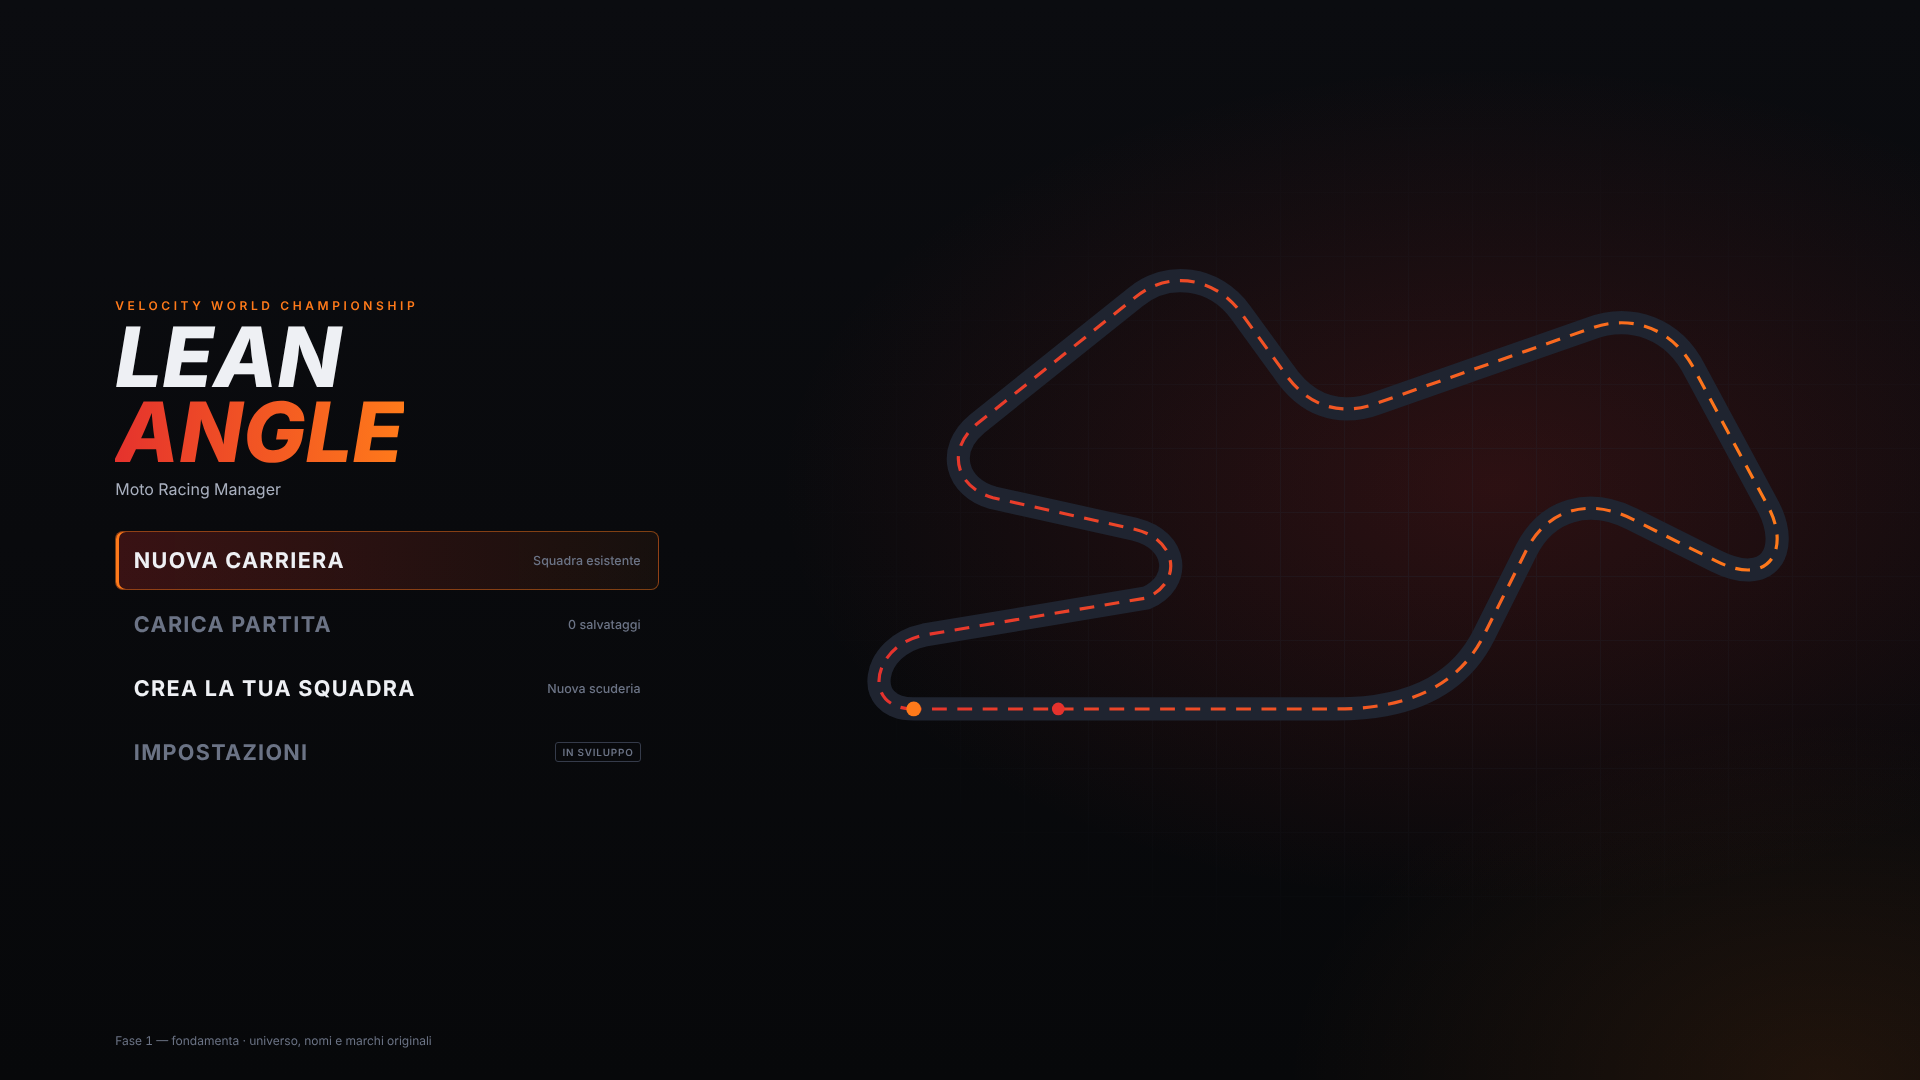 VELOCITY WORLD CHAMPIONSHIP
LEAN
ANGLE
Moto Racing Manager
NUOVA CARRIERA Squadra esistente
CARICA PARTITA 0 salvataggi
CREA LA TUA SQUADRA Nuova scuderia
IMPOSTAZIONI IN SVILUPPO
Fase 1 — fondamenta · universo, nomi e marchi originali